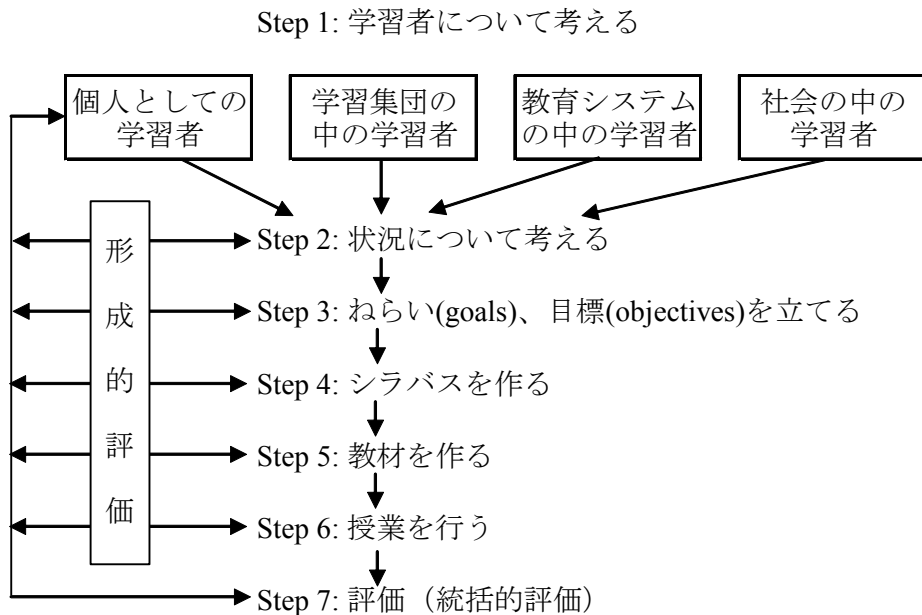 Step 1: 学習者について考える
個人としての
学習者
学習集団の
中の学習者
教育システム
の中の学習者
社会の中の
学習者
形
成
的
評
価
Step 2: 状況について考える
Step 3: ねらい(goals)、目標(objectives)を立てる
Step 4: シラバスを作る
Step 5: 教材を作る
Step 6: 授業を行う
Step 7: 評価（統括的評価）